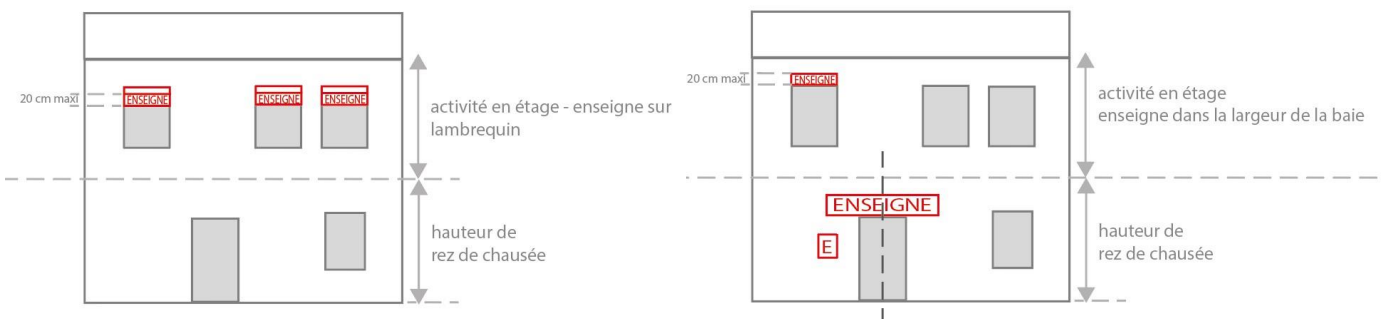 20 cm maxi
ENSEIGNE
ENSEIGNE
ENSEIGNE
activité en étage - enseigne sur
lambrequin
hauteur de
rez de chausée
20 cm maxi
ENSEIGNE
activité en étage
enseigne dans la largeur de la baie
ENSEIGNE
E
hauteur de
rez de chausée